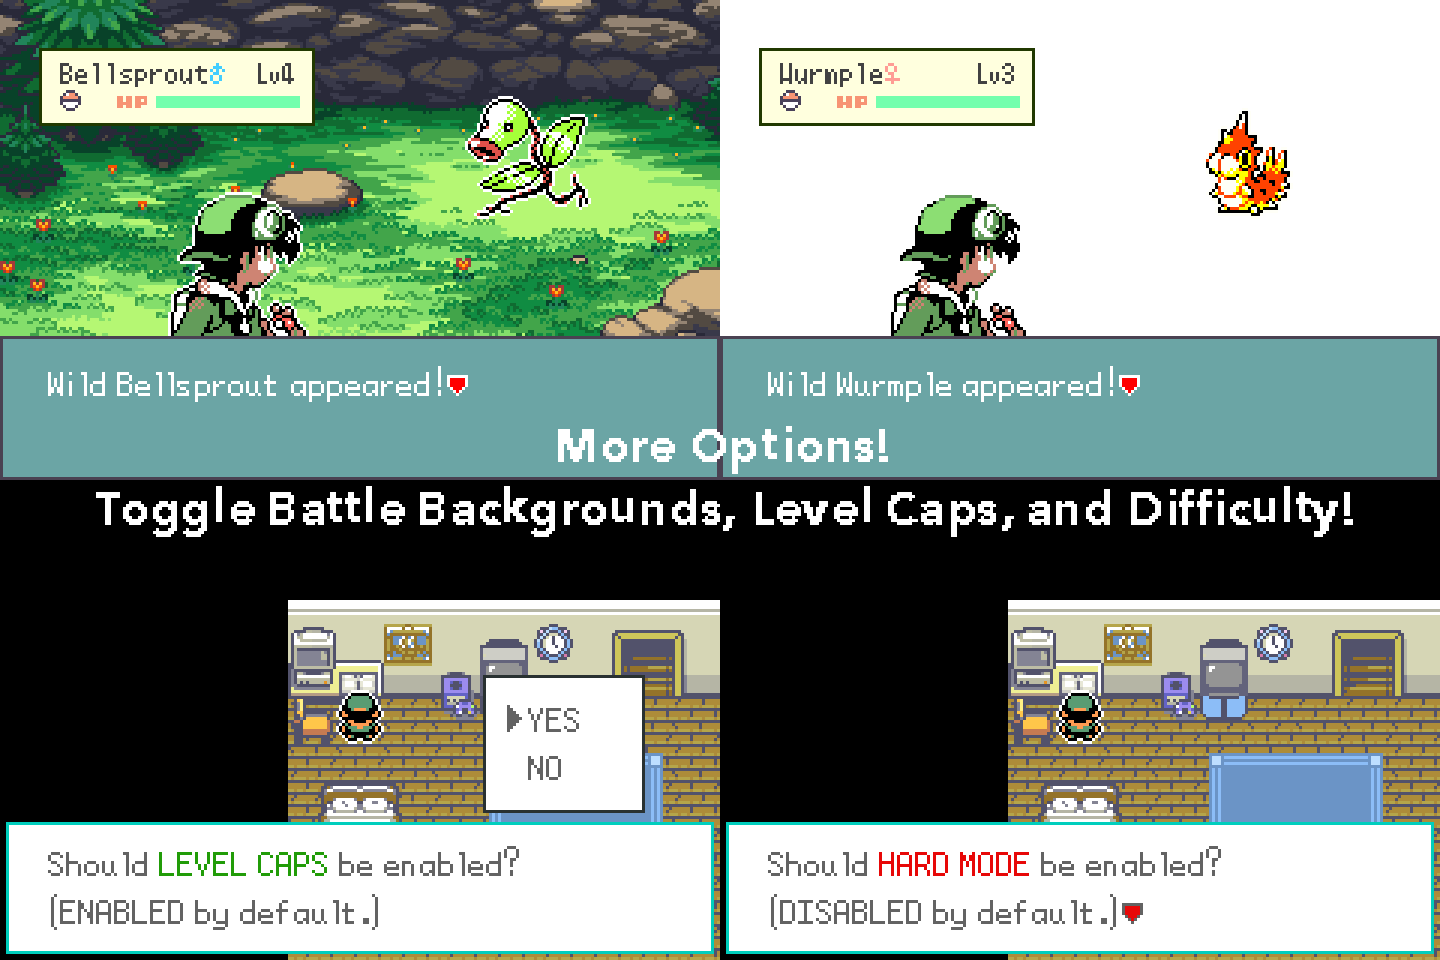 Bellsprout♂ Lv4
HP
Wild Bellsprout appeared!
Wurmple♀ Lv3
HP
Wild Wurmple appeared!
More Options!
Toggle Battle Backgrounds, Level Caps, and Difficulty!
YES
NO
Should LEVEL CAPS be enabled?
(ENABLED by default.)
Should HARD MODE be enabled?
(DISABLED by default.)